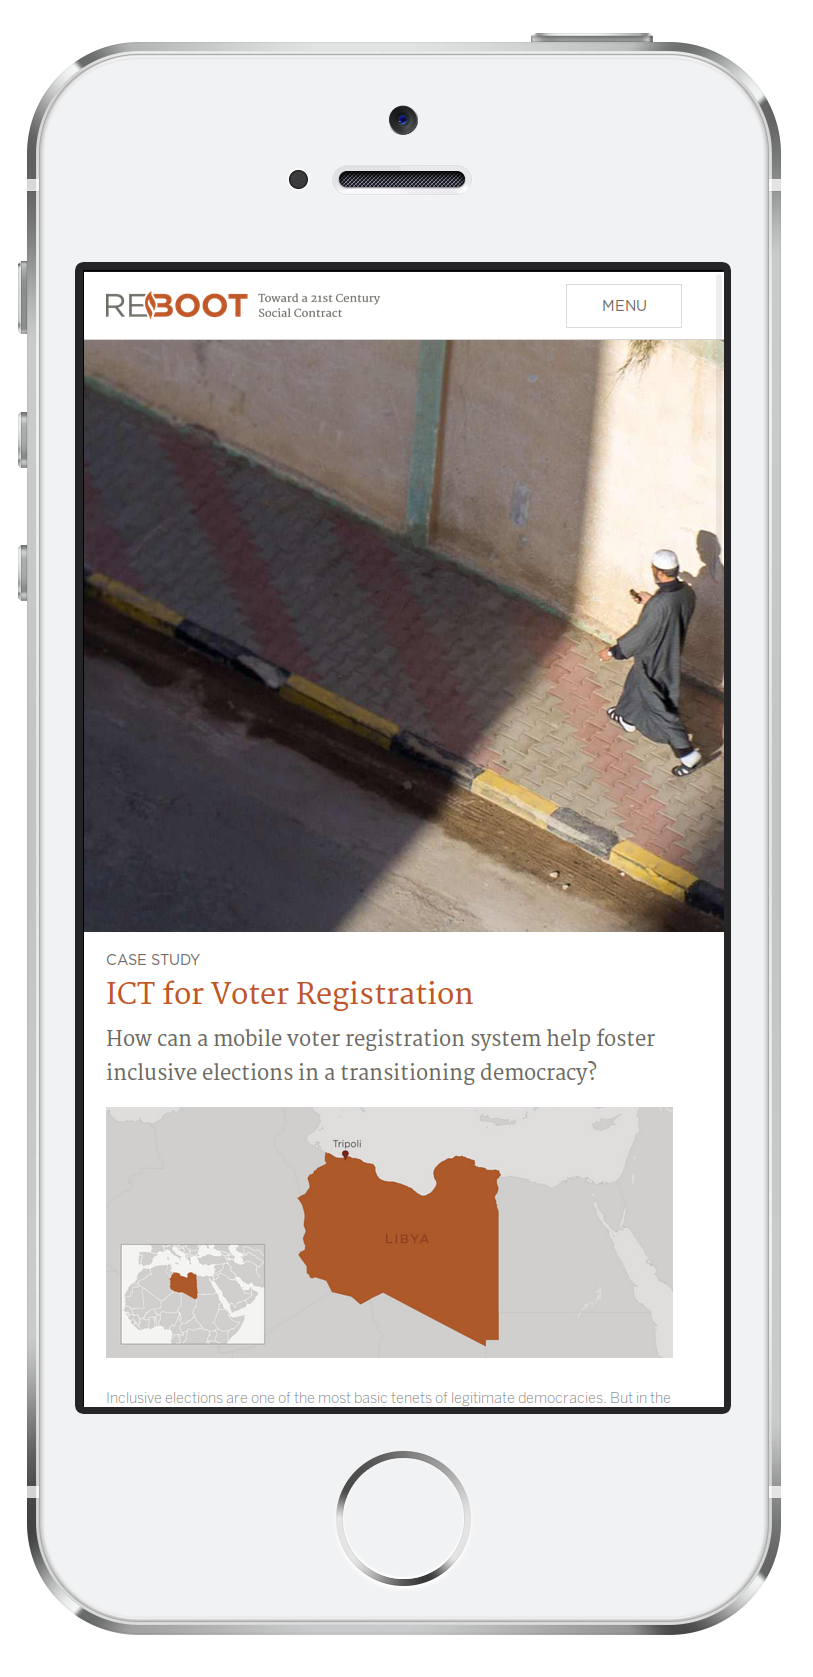 REBOOT
Toward a 21st Century
Social Contract
MENU
CASE STUDY
ICT for Voter Registration
How can a mobile voter registration system help foster
inclusive elections in a transitioning democracy?
Tripoli
LIBYA
Inclusive elections are one of the most basic tenets of legitimate democracies. But in the